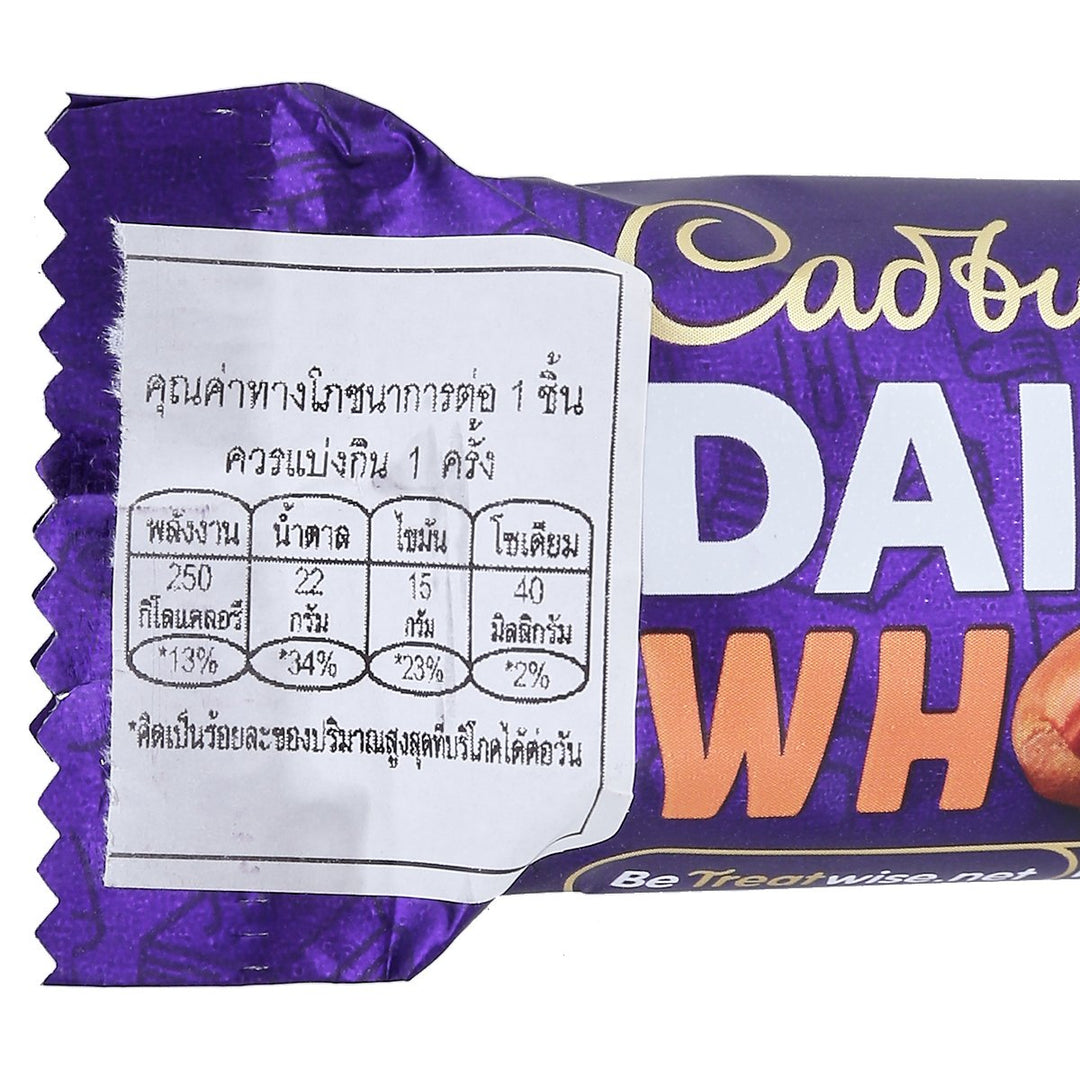 คุณค่าทางโภชนาการต่อ 1 ชิ้น
ควรแบ่งกิน 1 ครั้ง
พลังงาน น้ำตาล ไขมัน โซเดียม
250 22 15 40
กิโลแคลอรี กรัม กรัม มิลลิกรัม
*13% *34% *23% *2%
*คิดเป็นร้อยละของปริมาณสูงสุดที่บริโภคได้ต่อวัน
Cadbu
DAI
WHO
Be Treatwise.net